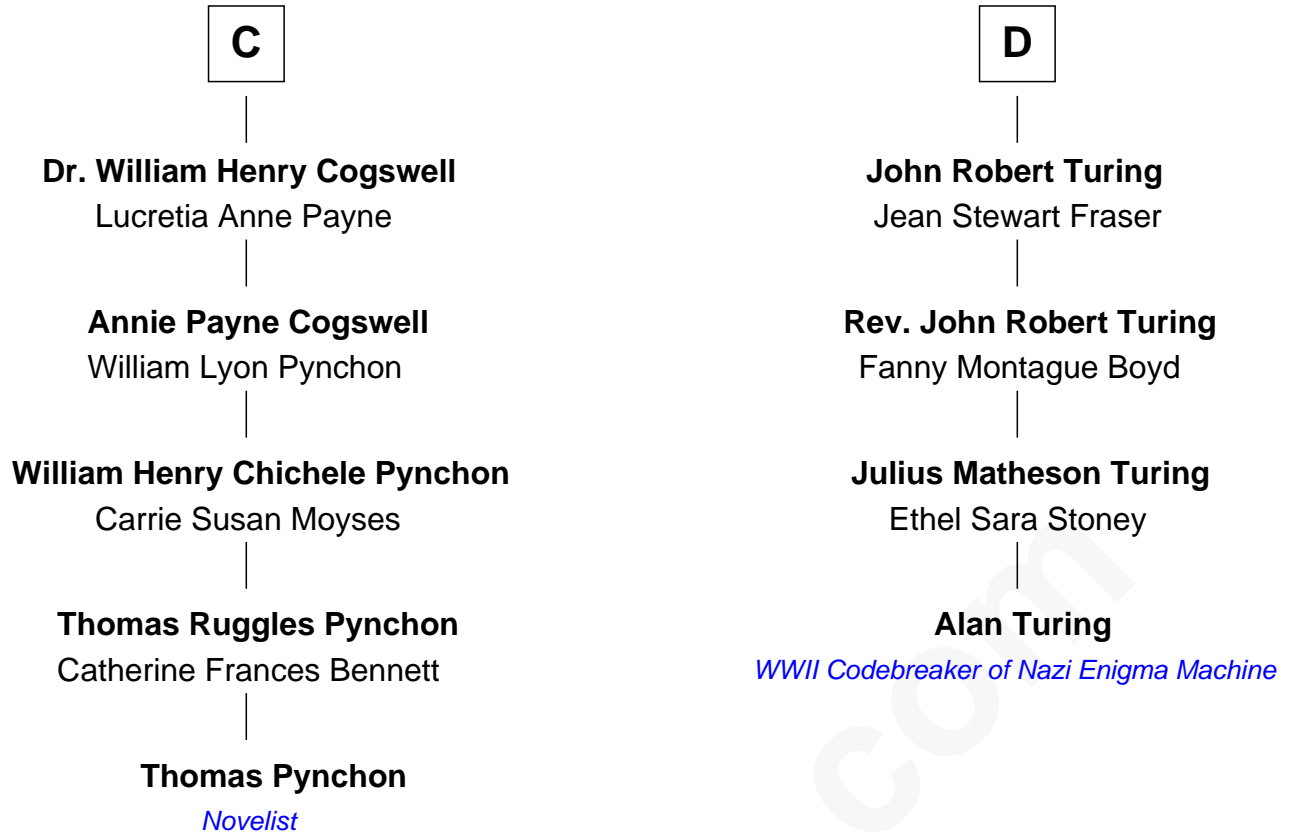 C
Dr. William Henry Cogswell
Lucretia Anne Payne
Annie Payne Cogswell
William Lyon Pynchon
William Henry Chichele Pynchon
Carrie Susan Moyses
Thomas Ruggles Pynchon
Catherine Frances Bennett
Thomas Pynchon
Novelist
D
John Robert Turing
Jean Stewart Fraser
Rev. John Robert Turing
Fanny Montague Boyd
Julius Matheson Turing
Ethel Sara Stoney
Alan Turing
WWII Codebreaker of Nazi Enigma Machine
com